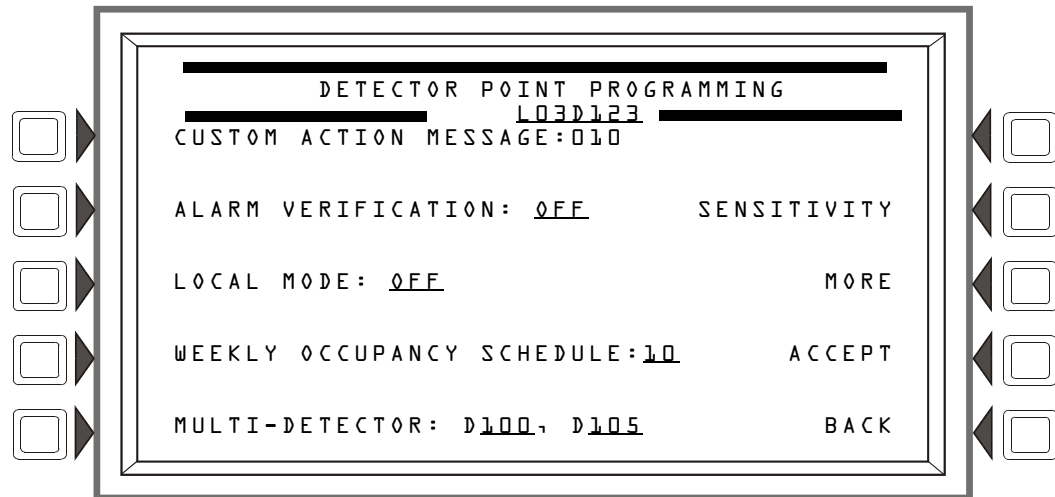 DETECTOR POINT PROGRAMMING
L03D123
CUSTOM ACTION MESSAGE:010
ALARM VERIFICATION: OFF SENSITIVITY
LOCAL MODE: OFF MORE
WEEKLY OCCUPANCY SCHEDULE:10 ACCEPT
MULTI-DETECTOR: D100, D105 BACK